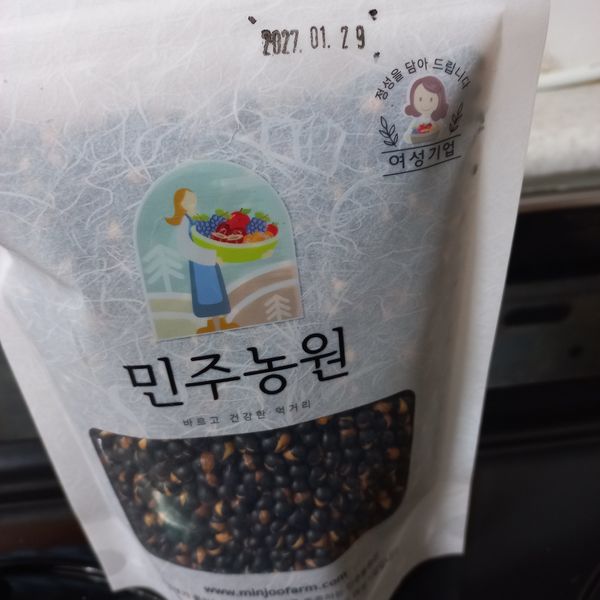 2027. 01. 29
정성을 담아 드립니다
여성기업
민주농원
바르고 건강한 먹거리
www.minjoofarm.com